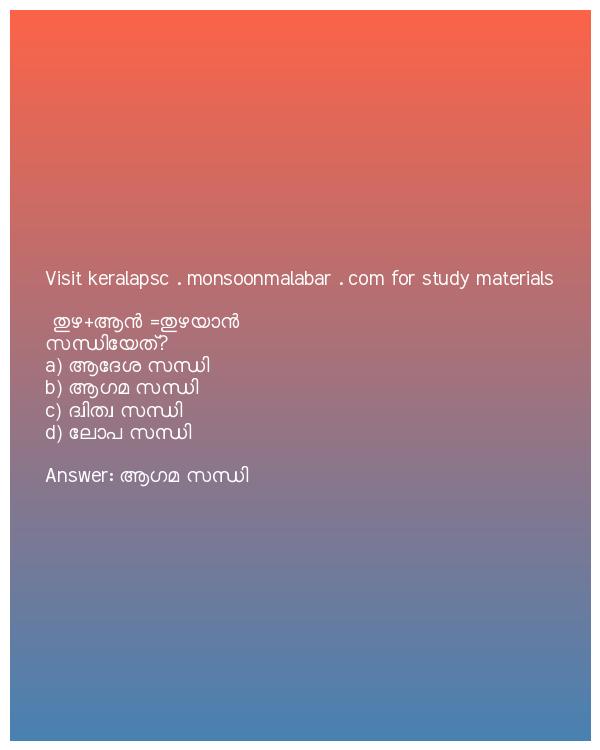 Visit keralapsc . monsoonmalabar . com for study materials
തുഴ+ആൻ =തുഴയാൻ
സന്ധിയേത്?
a) ആദേശ സന്ധി
b) ആഗമ സന്ധി
c) ദ്വിത്വ സന്ധി
d) ലോപ സന്ധി
Answer: ആഗമ സന്ധി